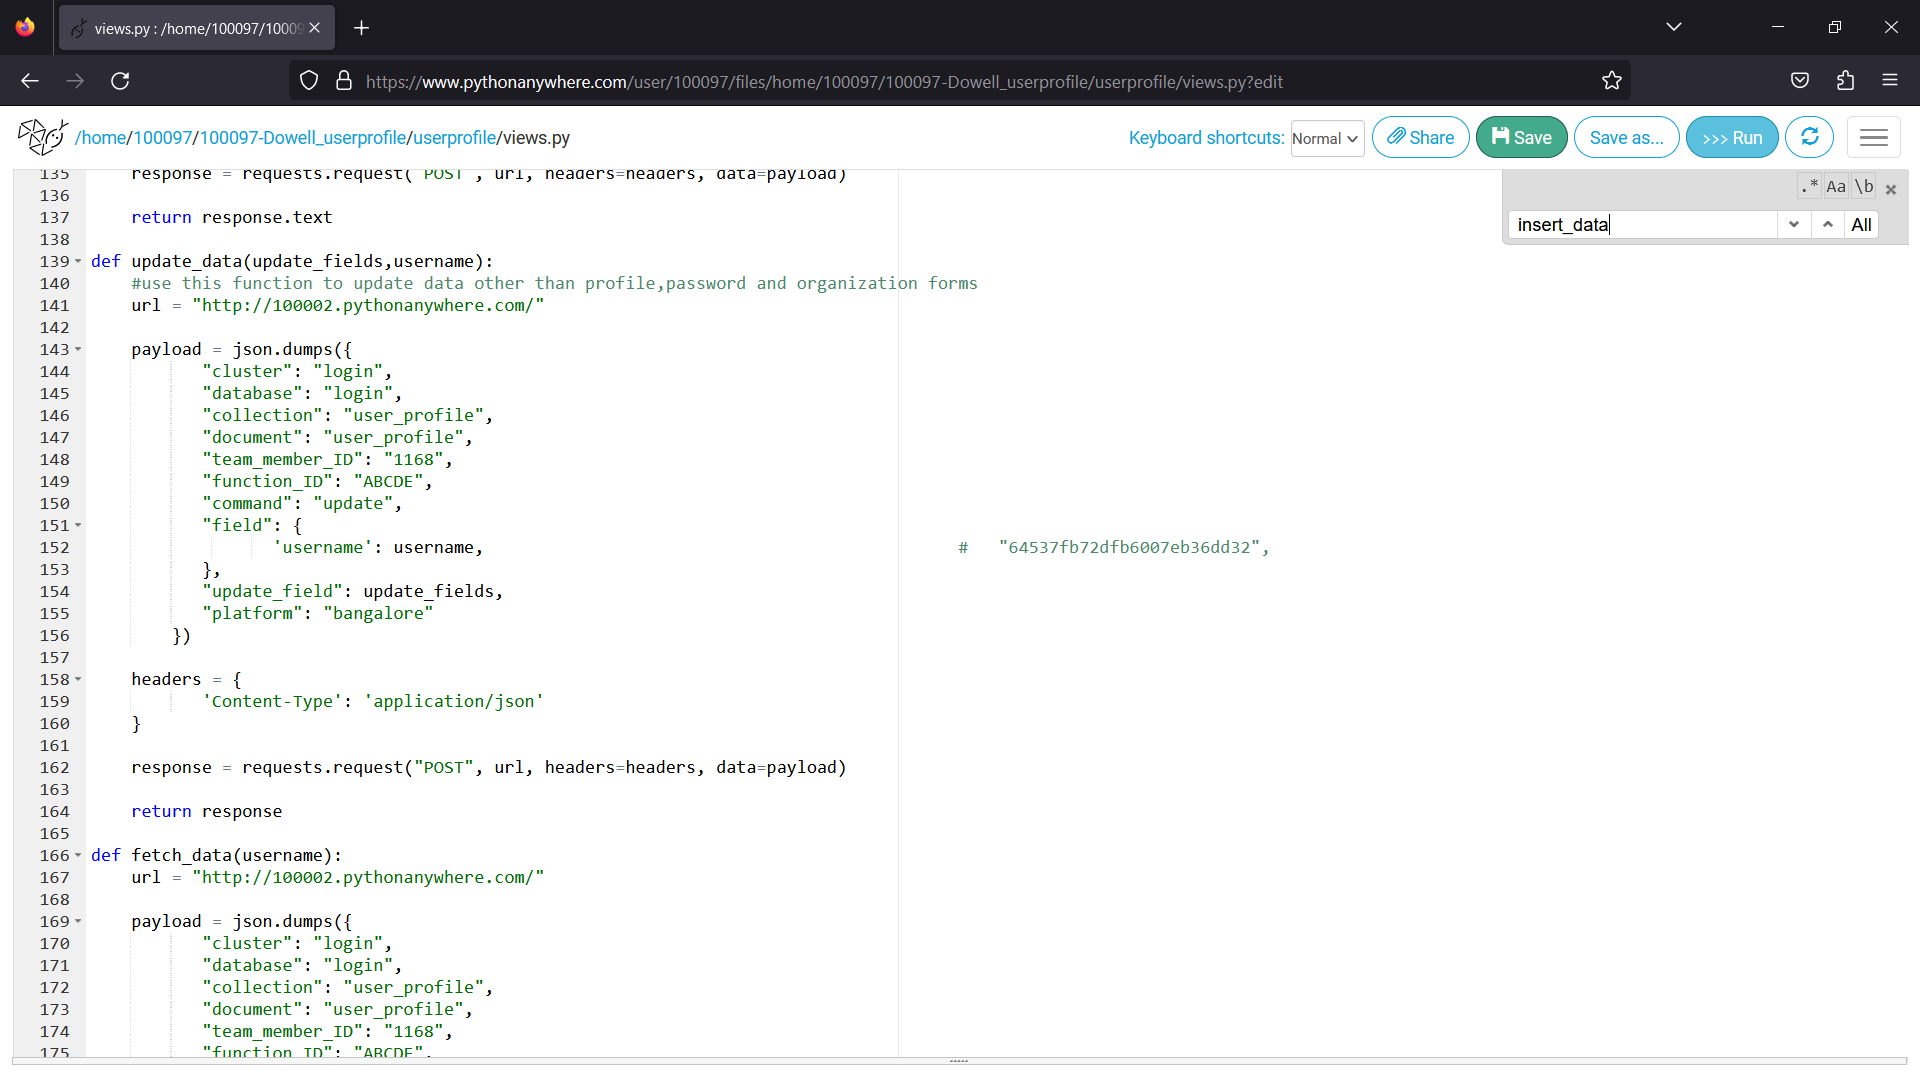 views.py : /home/100097/10009
https://www.pythonanywhere.com/user/100097/files/home/100097/100097-Dowell_userprofile/userprofile/views.py?edit
/home/100097/100097-Dowell_userprofile/userprofile/views.py
Keyboard shortcuts: Normal Share Save Save as... >>> Run
.* Aa \b ×
insert_data All
135 response = requests.request("POST", url, headers=headers, data=payload)
136
137 return response.text
138
139 def update_data(update_fields,username):
140 #use this function to update data other than profile,password and organization forms
141 url = "http://100002.pythonanywhere.com/"
142
143 payload = json.dumps({
144 "cluster": "login",
145 "database": "login",
146 "collection": "user_profile",
147 "document": "user_profile",
148 "team_member_ID": "1168",
149 "function_ID": "ABCDE",
150 "command": "update",
151 "field": {
152 'username': username, # "64537fb72dfb6007eb36dd32",
153 },
154 "update_field": update_fields,
155 "platform": "bangalore"
156 })
157
158 headers = {
159 'Content-Type': 'application/json'
160 }
161
162 response = requests.request("POST", url, headers=headers, data=payload)
163
164 return response
165
166 def fetch_data(username):
167 url = "http://100002.pythonanywhere.com/"
168
169 payload = json.dumps({
170 "cluster": "login",
171 "database": "login",
172 "collection": "user_profile",
173 "document": "user_profile",
174 "team_member_ID": "1168",
175 "function_ID": "ABCDE",